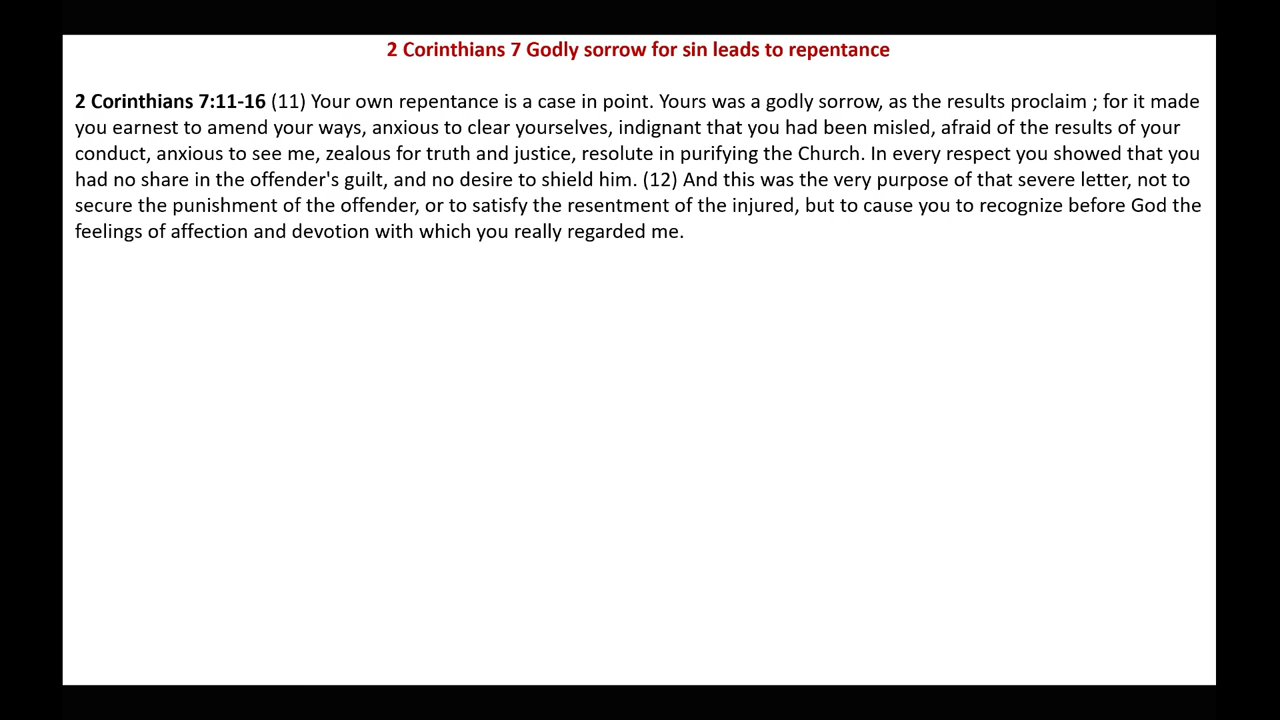 2 Corinthians 7 Godly sorrow for sin leads to repentance
2 Corinthians 7:11-16 (11) Your own repentance is a case in point. Yours was a godly sorrow, as the results proclaim ; for it made
you earnest to amend your ways, anxious to clear yourselves, indignant that you had been misled, afraid of the results of your
conduct, anxious to see me, zealous for truth and justice, resolute in purifying the Church. In every respect you showed that you
had no share in the offender's guilt, and no desire to shield him. (12) And this was the very purpose of that severe letter, not to
secure the punishment of the offender, or to satisfy the resentment of the injured, but to cause you to recognize before God the
feelings of affection and devotion with which you really regarded me.